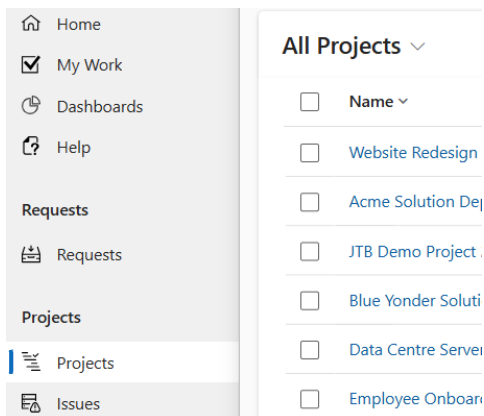 Home
My Work
Dashboards
Help
Requests
Requests
Projects
Projects
Issues
All Projects
Name
Website Redesign
Acme Solution
JTB Demo Project
Blue Yonder
Data Centre
Employee